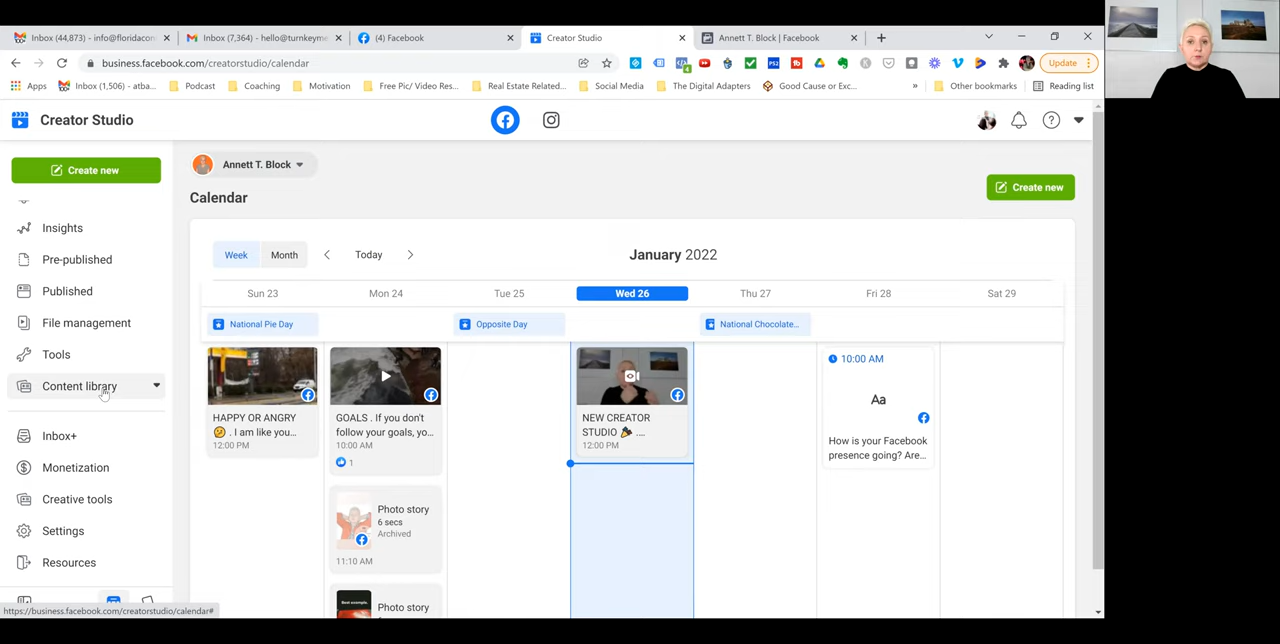 Inbox (44,873) - info@floridacon
Inbox (7,364) - hello@turnkeyme
(4) Facebook
Creator Studio
Annett T. Block | Facebook
business.facebook.com/creatorstudio/calendar
Update
Apps
Inbox (1,506) - atba...
Podcast
Coaching
Motivation
Free Pic/ Video Res...
Real Estate Related...
Social Media
The Digital Adapters
Good Cause or Exc...
»
Other bookmarks
Reading list
Creator Studio
Create new
Insights
Pre-published
Published
File management
Tools
Content library
Inbox+
Monetization
Creative tools
Settings
Resources
https://business.facebook.com/creatorstudio/calendar#
Annett T. Block
Calendar
Create new
Week
Month
Today
January 2022
Sun 23
Mon 24
Tue 25
Wed 26
Thu 27
Fri 28
Sat 29
National Pie Day
Opposite Day
National Chocolate...
HAPPY OR ANGRY
. I am like you...
12:00 PM
GOALS . If you don't
follow your goals, yo...
10:00 AM
1
Photo story
6 secs
Archived
11:10 AM
Photo story
NEW CREATOR
STUDIO 🎉 ....
12:00 PM
10:00 AM
Aa
How is your Facebook
presence going? Are...